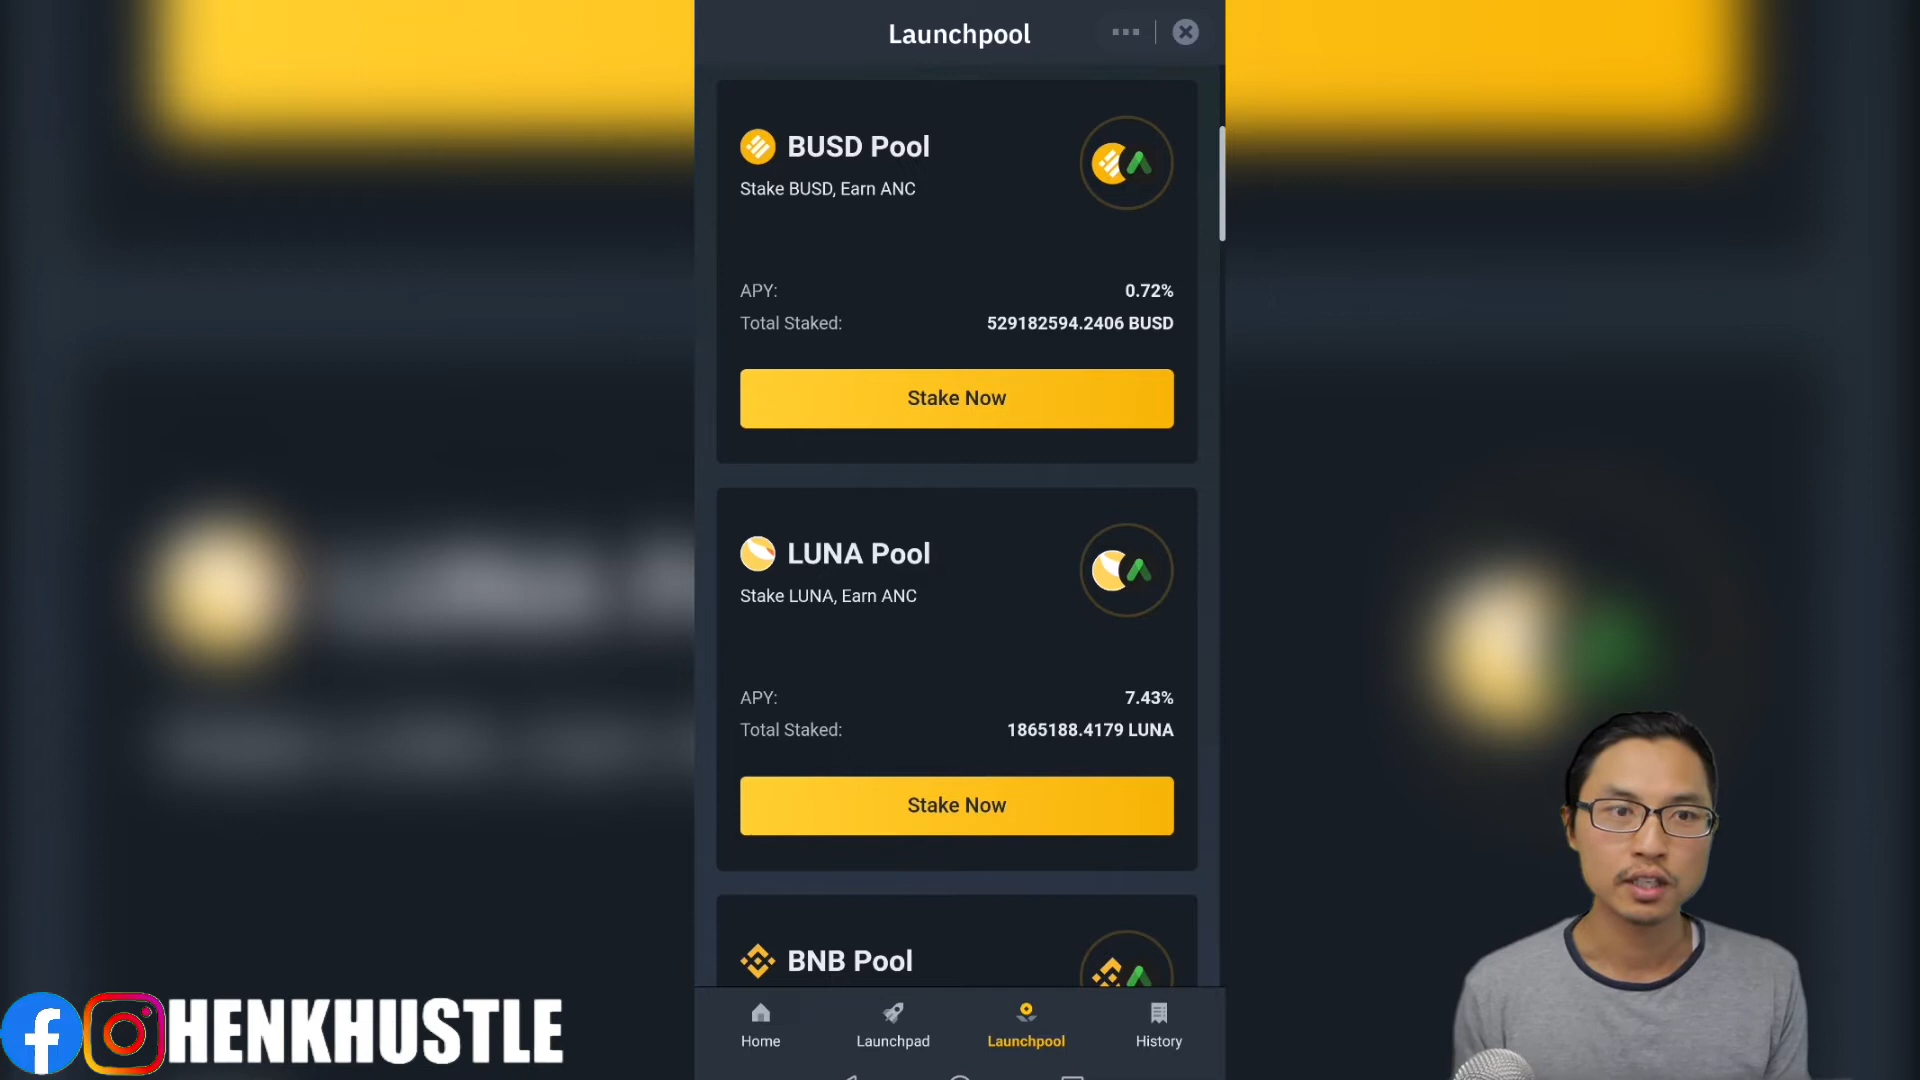 Launchpool
BUSD Pool
Stake BUSD, Earn ANC
APY: 0.72%
Total Staked: 529182594.2406 BUSD
Stake Now
LUNA Pool
Stake LUNA, Earn ANC
APY: 7.43%
Total Staked: 1865188.4179 LUNA
Stake Now
BNB Pool
Home Launchpad Launchpool History
HENKHUSTLE